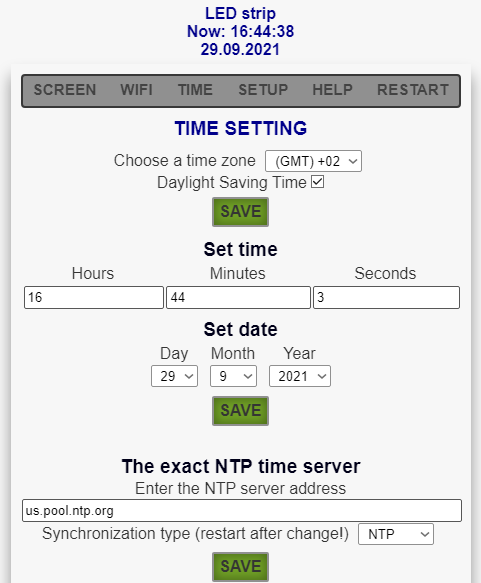 LED strip
Now: 16:44:38
29.09.2021
SCREEN WIFI TIME SETUP HELP RESTART
TIME SETTING
Choose a time zone (GMT) +02
Daylight Saving Time
SAVE
Set time
Hours Minutes Seconds
16 44 3
Set date
Day Month Year
29 9 2021
SAVE
The exact NTP time server
Enter the NTP server address
us.pool.ntp.org
Synchronization type (restart after change!) NTP
SAVE